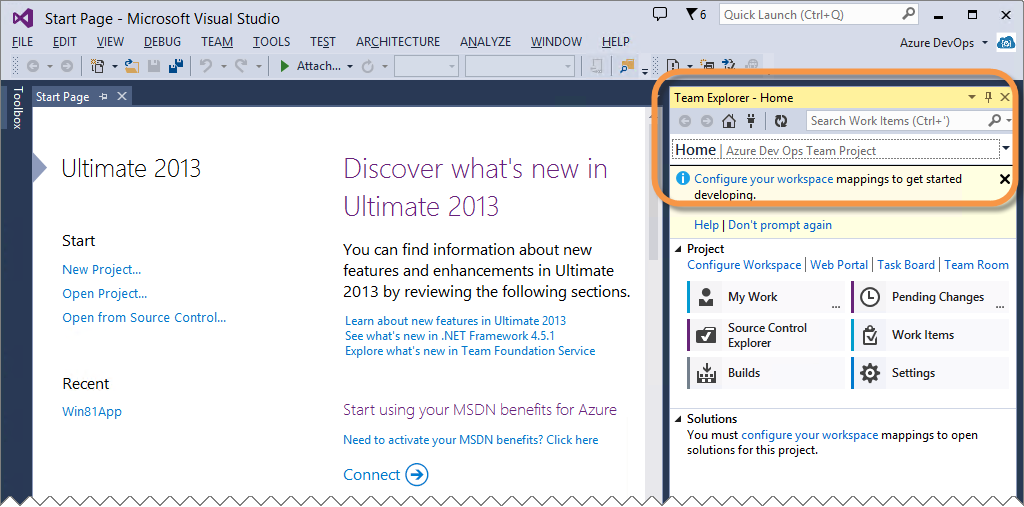 Start Page - Microsoft Visual Studio
6
Quick Launch (Ctrl+Q)
FILE EDIT VIEW DEBUG TEAM TOOLS TEST ARCHITECTURE ANALYZE WINDOW HELP
Azure DevOps
Attach...
Toolbox
Start Page
Ultimate 2013
Start
New Project...
Open Project...
Open from Source Control...
Recent
Win81App
Discover what's new in
Ultimate 2013
You can find information about new
features and enhancements in Ultimate
2013 by reviewing the following sections.
Learn about new features in Ultimate 2013
See what's new in .NET Framework 4.5.1
Explore what's new in Team Foundation Service
Start using your MSDN benefits for Azure
Need to activate your MSDN benefits? Click here
Connect
Team Explorer - Home
Search Work Items (Ctrl+')
Home | Azure Dev Ops Team Project
Configure your workspace mappings to get started
developing.
Help | Don't prompt again
Project
Configure Workspace | Web Portal | Task Board | Team Room
My Work ...
Pending Changes ...
Source Control
Explorer
Work Items
Builds
Settings
Solutions
You must configure your workspace mappings to open
solutions for this project.